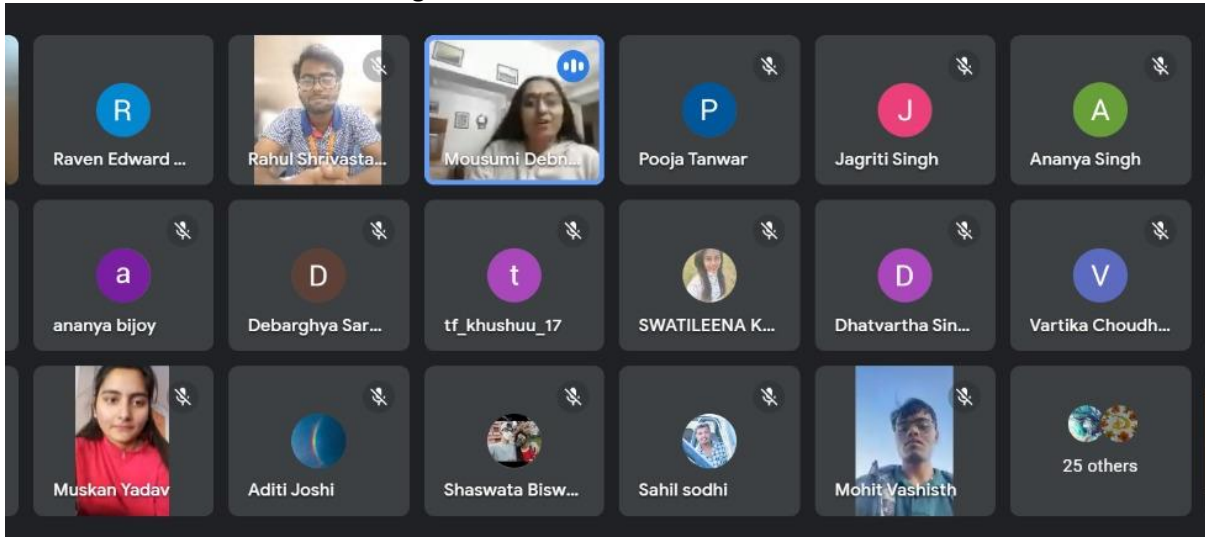 R
Raven Edward ...
Rahul Shrivasta...
Mousumi Debn...
P
Pooja Tanwar
J
Jagriti Singh
A
Ananya Singh
a
ananya bijoy
D
Debarghya Sar...
t
tf_khushuu_17
SWATILEENA K...
D
Dhatvartha Sin...
V
Vartika Choudh...
Muskan Yadav
Aditi Joshi
Shaswata Bisw...
Sahil sodhi
Mohit Vashisth
25 others